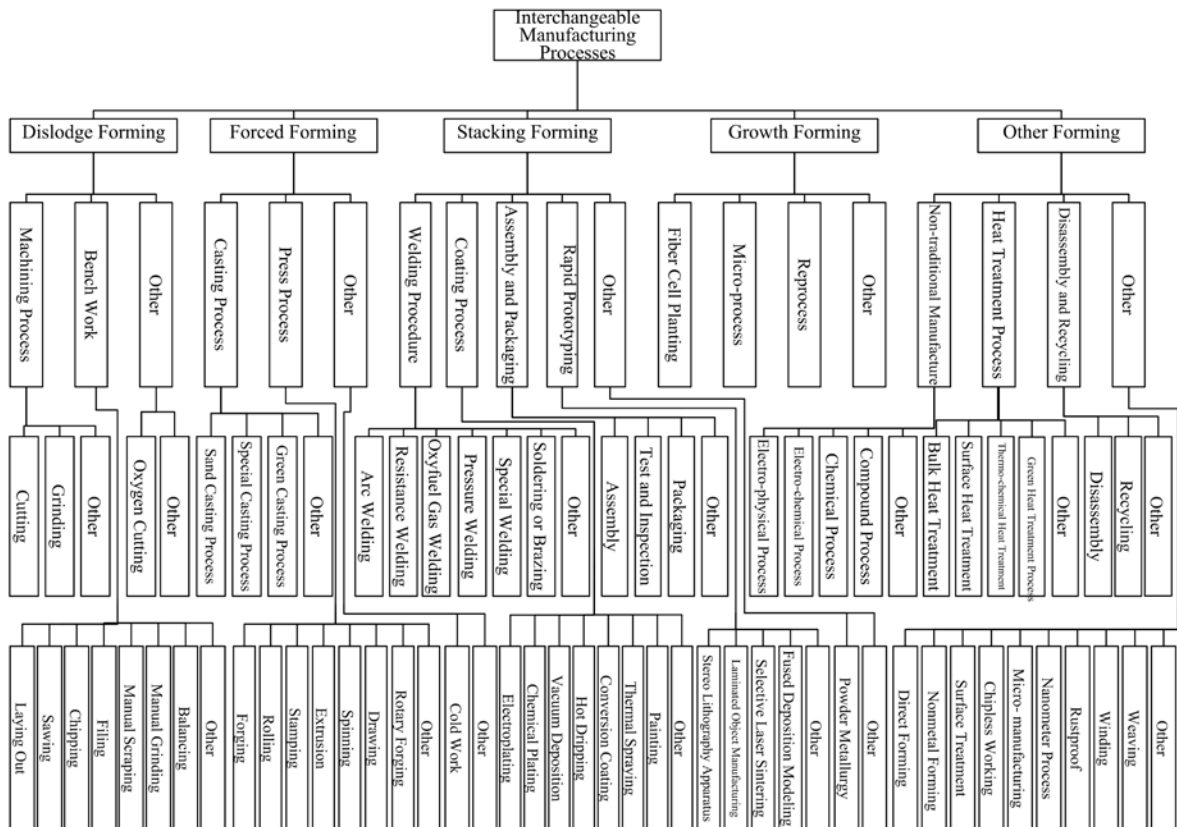 Interchangeable
Manufacturing
Processes
Dislodge Forming
Forced Forming
Stacking Forming
Growth Forming
Other Forming
Machining Process
Bench Work
Other
Casting Process
Press Process
Other
Welding Procedure
Coating Process
Assembly and Packaging
Rapid Prototyping
Other
Fiber Cell Planting
Micro-process
Reprocess
Other
Non-traditional Manufacture
Heat Treatment Process
Disassembly and Recycling
Other
Cutting
Grinding
Other
Oxygen Cutting
Other
Sand Casting Process
Special Casting Process
Green Casting Process
Other
Arc Welding
Resistance Welding
Oxyfuel Gas Welding
Pressure Welding
Special Welding
Soldering or Brazing
Other
Assembly
Test and Inspection
Packaging
Other
Electro-physical Process
Electro-chemical Process
Chemical Process
Compound Process
Other
Bulk Heat Treatment
Surface Heat Treatment
Thermo-chemical Heat Treatment
Green Heat Treatment Process
Other
Disassembly
Recycling
Other
Laying Out
Sawing
Chipping
Filing
Manual Scraping
Manual Grinding
Balancing
Other
Forging
Rolling
Stamping
Extrusion
Spinning
Drawing
Rotary Forging
Other
Cold Work
Other
Electroplating
Chemical Plating
Vacuum Deposition
Hot Dripping
Conversion Coating
Thermal Spraying
Painting
Other
Stereo Lithography Apparatus
Laminated Object Manufacturing
Selective Laser Sintering
Fused Deposition Modeling
Other
Powder Metallurgy
Other
Direct Forming
Nonmetal Forming
Surface Treatment
Chipless Working
Micro- manufacturing
Nanometer Process
Rustproof
Winding
Weaving
Other